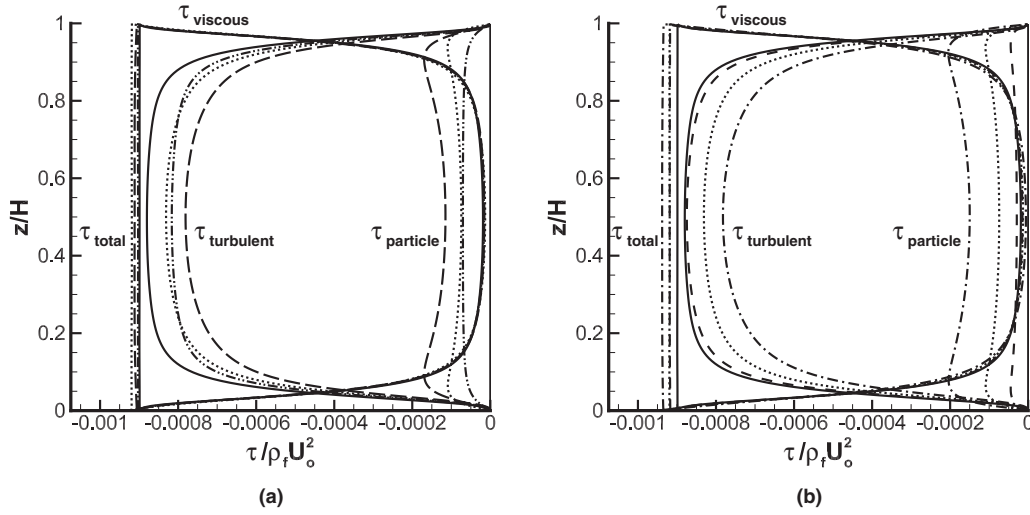 τ viscous
τ total
τ turbulent
τ particle
z/H
1
0.8
0.6
0.4
0.2
0
-0.001 -0.0008 -0.0006 -0.0004 -0.0002 0
τ/ρfUo2
(a)
τ viscous
τ total
τ turbulent
τ particle
z/H
1
0.8
0.6
0.4
0.2
0
-0.001 -0.0008 -0.0006 -0.0004 -0.0002 0
τ/ρfUo2
(b)